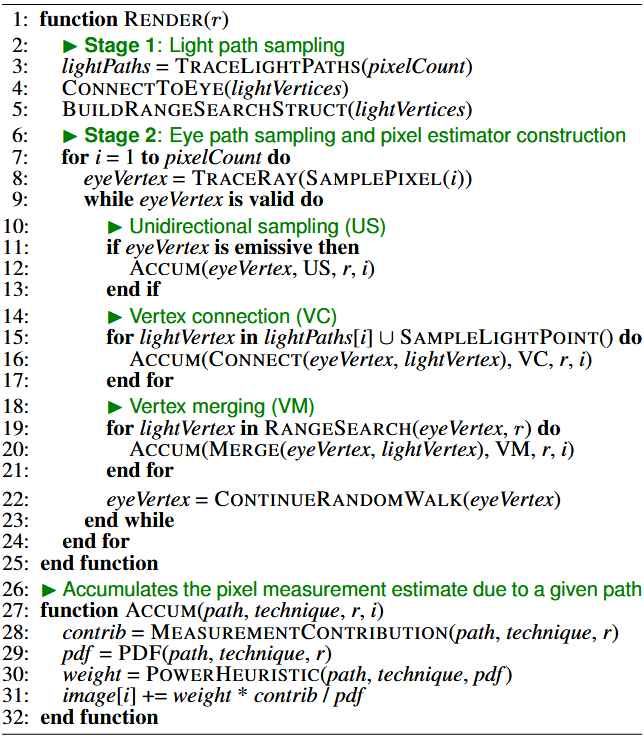 1: function RENDER(r)
2: ▶ Stage 1: Light path sampling
3: lightPaths = TRACELIGHTPATHS(pixelCount)
4: CONNECTTOEYE(lightVertices)
5: BUILDRANGESEARCHSTRUCT(lightVertices)
6: ▶ Stage 2: Eye path sampling and pixel estimator construction
7: for i = 1 to pixelCount do
8: eyeVertex = TRACERAY(SAMPLEPIXEL(i))
9: while eyeVertex is valid do
10: ▶ Unidirectional sampling (US)
11: if eyeVertex is emissive then
12: ACCUM(eyeVertex, US, r, i)
13: end if
14: ▶ Vertex connection (VC)
15: for lightVertex in lightPaths[i] ∪ SAMPLELIGHTPOINT() do
16: ACCUM(CONNECT(eyeVertex, lightVertex), VC, r, i)
17: end for
18: ▶ Vertex merging (VM)
19: for lightVertex in RANGESEARCH(eyeVertex, r) do
20: ACCUM(MERGE(eyeVertex, lightVertex), VM, r, i)
21: end for
22: eyeVertex = CONTINUERANDOMWALK(eyeVertex)
23: end while
24: end for
25: end function
26: ▶ Accumulates the pixel measurement estimate due to a given path
27: function ACCUM(path, technique, r, i)
28: contrib = MEASUREMENTCONTRIBUTION(path, technique, r)
29: pdf = PDF(path, technique, r)
30: weight = POWERHEURISTIC(path, technique, pdf)
31: image[i] += weight * contrib / pdf
32: end function